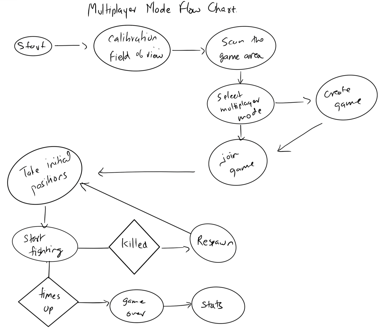 Multiplayer Mode Flow Chart
Start
Calibration
Field of view
Scan the
game area
Select
multiplayer
mode
Create
game
join
game
Take initial
positions
Start
fighting
Killed
Respawn
times
up
game
over
Stats